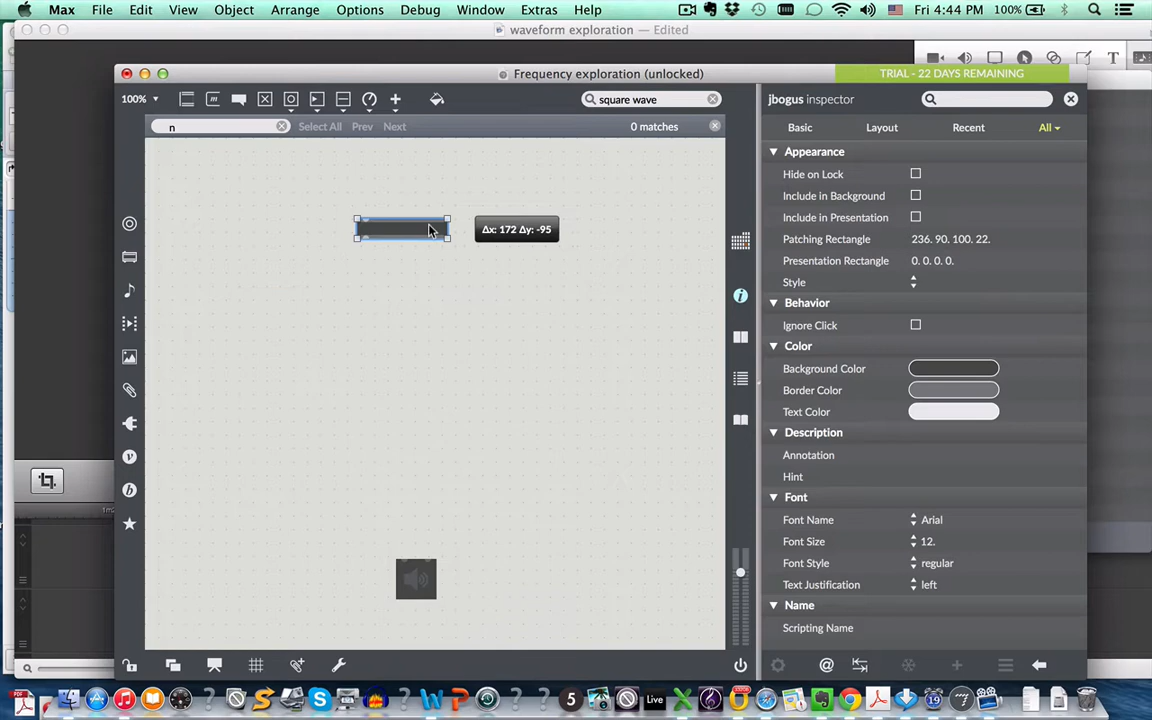 Max File Edit View Object Arrange Options Debug Window Extras Help Fri 4:44 PM 100%
waveform exploration — Edited
Frequency exploration (unlocked) TRIAL - 22 DAYS REMAINING
100% square wave jbogus inspector
n Select All Prev Next 0 matches Basic Layout Recent All
Appearance
Hide on Lock
Include in Background
Include in Presentation
Δx: 172 Δy: -95
Patching Rectangle 236. 90. 100. 22.
Presentation Rectangle 0. 0. 0. 0.
Style
Behavior
Ignore Click
Color
Background Color
Border Color
Text Color
Description
Annotation
Hint
Font
Font Name Arial
Font Size 12.
Font Style regular
Text Justification left
Name
Scripting Name
Live